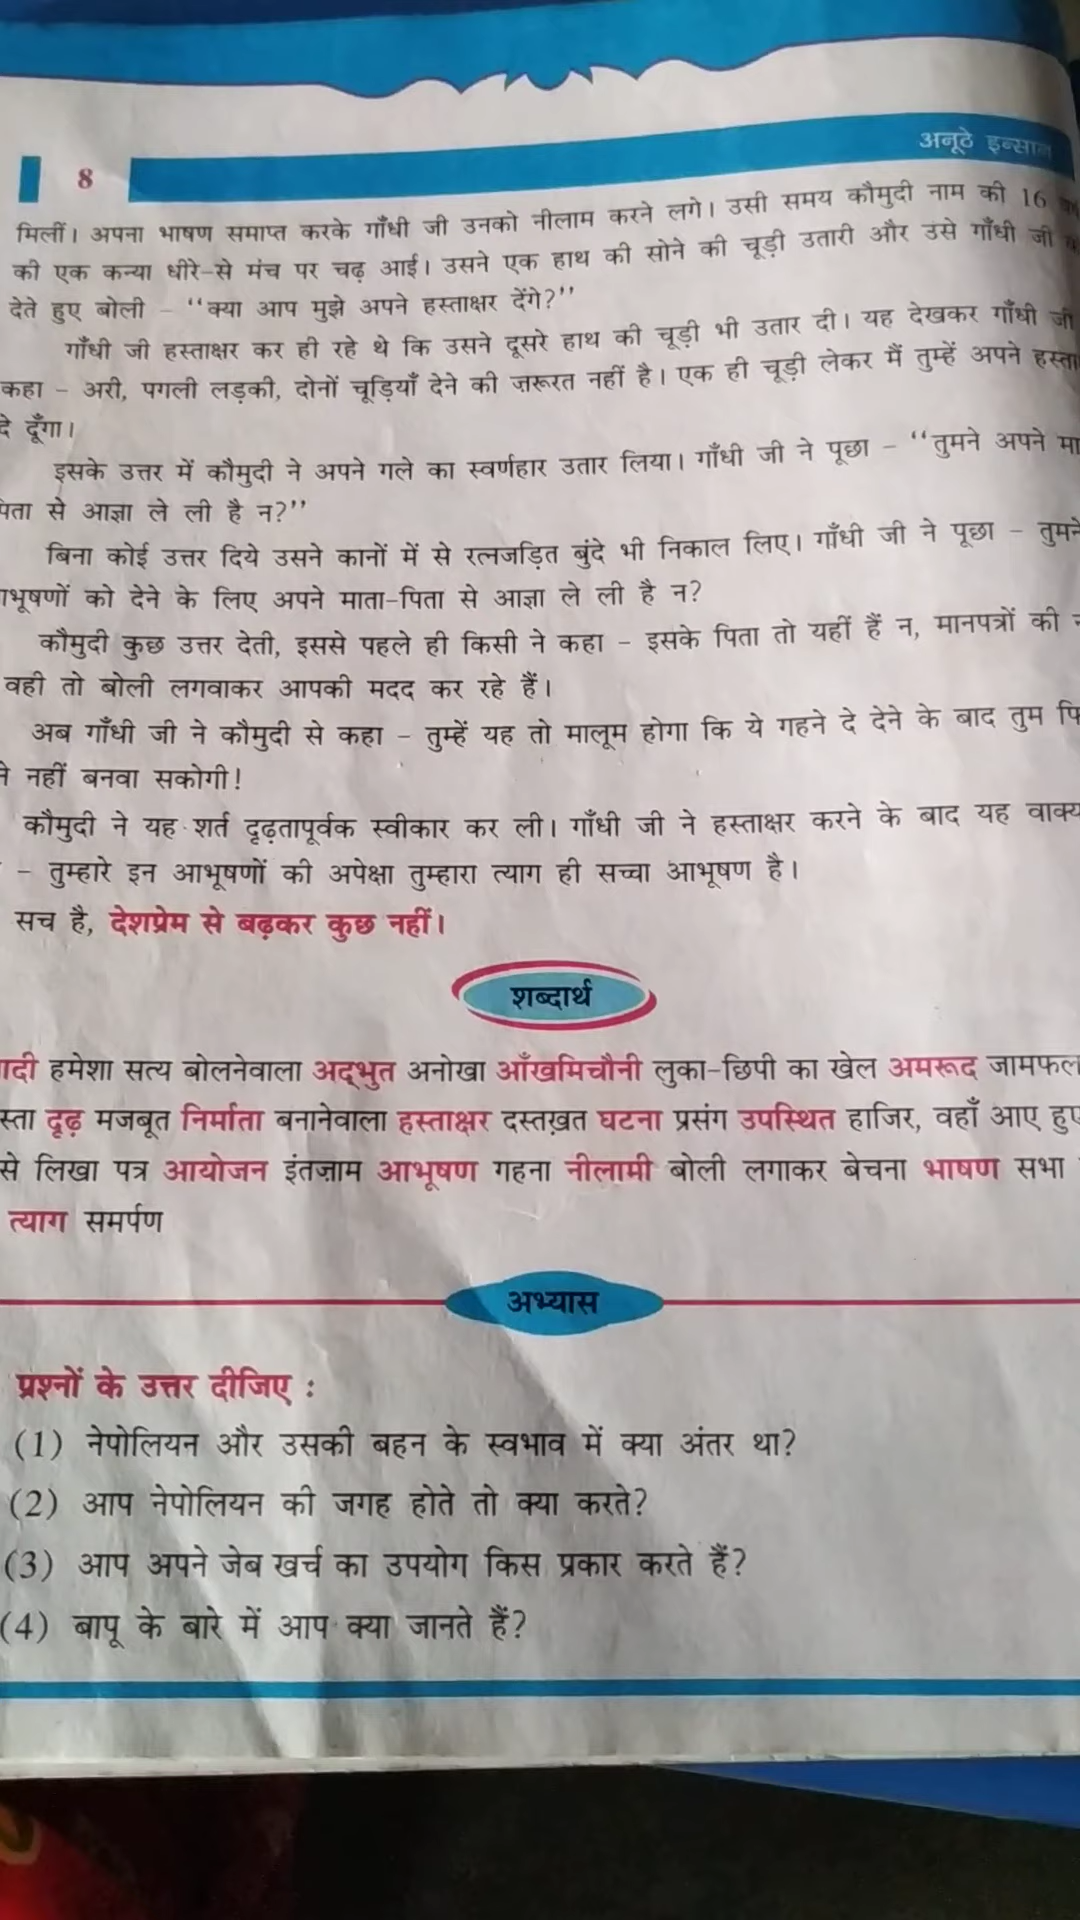 अनूठे इन्सान
8
मिलीं। अपना भाषण समाप्त करके गाँधी जी उनको नीलाम करने लगे। उसी समय कौमुदी नाम की 16
की एक कन्या धीरे-से मंच पर चढ़ आई। उसने एक हाथ की सोने की चूड़ी उतारी और उसे गाँधी जी
देते हुए बोली - “क्या आप मुझे अपने हस्ताक्षर देंगे?”
गाँधी जी हस्ताक्षर कर ही रहे थे कि उसने दूसरे हाथ की चूड़ी भी उतार दी। यह देखकर गाँधी जी
कहा - अरी, पगली लड़की, दोनों चूड़ियाँ देने की ज़रूरत नहीं है। एक ही चूड़ी लेकर मैं तुम्हें अपने हस्ता
दे दूँगा।
इसके उत्तर में कौमुदी ने अपने गले का स्वर्णहार उतार लिया। गाँधी जी ने पूछा - “तुमने अपने मा
पिता से आज्ञा ले ली है न?”
बिना कोई उत्तर दिये उसने कानों में से रत्नजड़ित बुंदे भी निकाल लिए। गाँधी जी ने पूछा - तुमने
भूषणों को देने के लिए अपने माता-पिता से आज्ञा ले ली है न?
कौमुदी कुछ उत्तर देती, इससे पहले ही किसी ने कहा - इसके पिता तो यहीं हैं न, मानपत्रों की
वही तो बोली लगवाकर आपकी मदद कर रहे हैं।
अब गाँधी जी ने कौमुदी से कहा - तुम्हें यह तो मालूम होगा कि ये गहने दे देने के बाद तुम फि
नहीं बनवा सकोगी!
कौमुदी ने यह शर्त दृढ़तापूर्वक स्वीकार कर ली। गाँधी जी ने हस्ताक्षर करने के बाद यह वाक्य
- तुम्हारे इन आभूषणों की अपेक्षा तुम्हारा त्याग ही सच्चा आभूषण है।
सच है, देशप्रेम से बढ़कर कुछ नहीं।
शब्दार्थ
ादी हमेशा सत्य बोलनेवाला अद्भुत अनोखा आँखमिचौनी लुका-छिपी का खेल अमरूद जामफल
स्ता दृढ़ मजबूत निर्माता बनानेवाला हस्ताक्षर दस्तख़त घटना प्रसंग उपस्थित हाजिर, वहाँ आए हुए
से लिखा पत्र आयोजन इंतज़ाम आभूषण गहना नीलामी बोली लगाकर बेचना भाषण सभा
त्याग समर्पण
अभ्यास
प्रश्नों के उत्तर दीजिए :
(1) नेपोलियन और उसकी बहन के स्वभाव में क्या अंतर था?
(2) आप नेपोलियन की जगह होते तो क्या करते?
(3) आप अपने जेब खर्च का उपयोग किस प्रकार करते हैं?
(4) बापू के बारे में आप क्या जानते हैं?